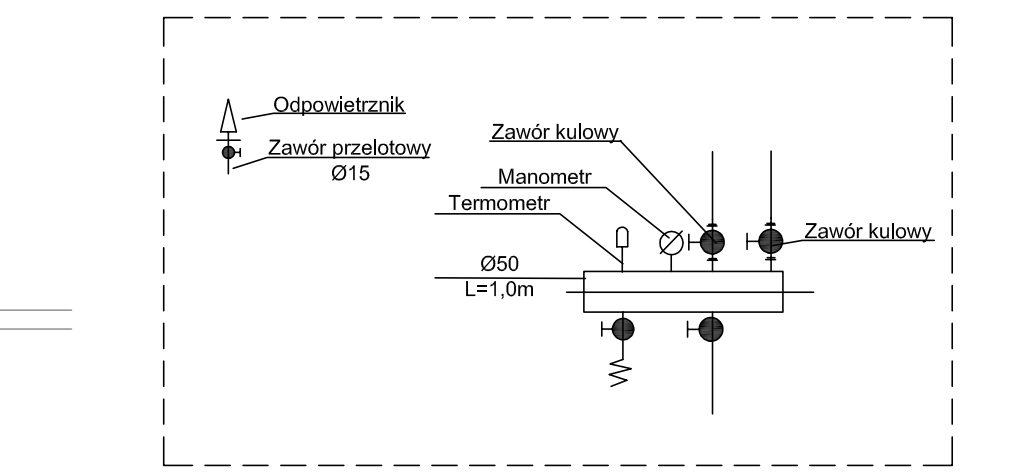 Odpowietrznik
Zawór przelotowy
Ø15
Zawór kulowy
Manometr
Termometr
Zawór kulowy
Ø50
L=1,0m